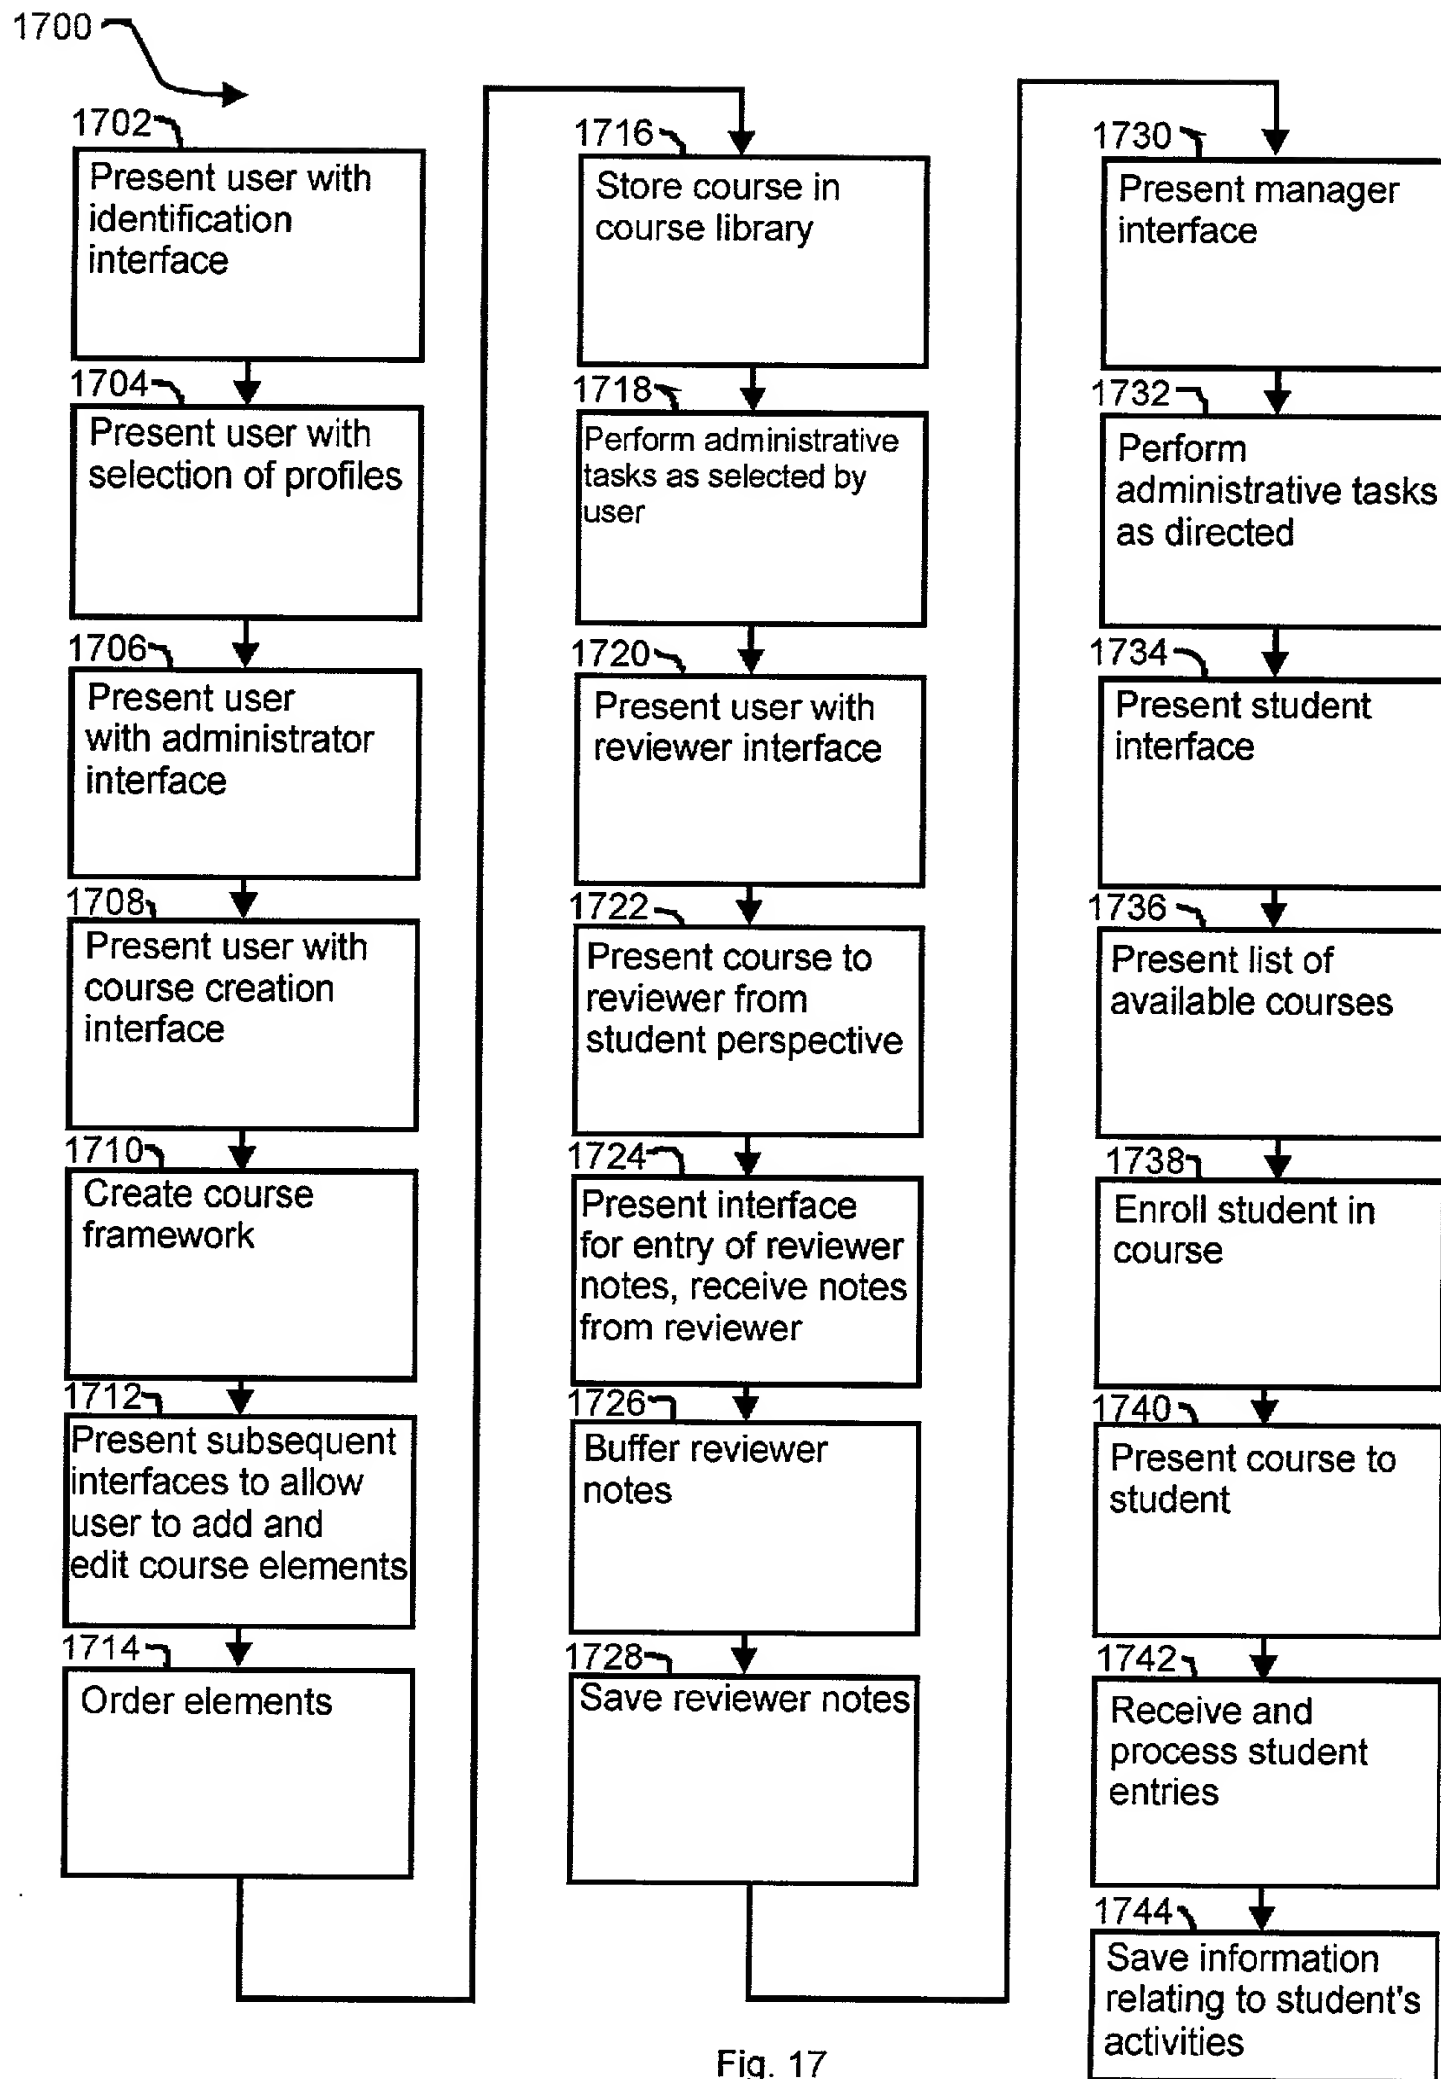 1700
1702
Present user with
identification
interface
1704
Present user with
selection of profiles
1706
Present user
with administrator
interface
1708
Present user with
course creation
interface
1710
Create course
framework
1712
Present subsequent
interfaces to allow
user to add and
edit course elements
1714
Order elements
1716
Store course in
course library
1718
Perform administrative
tasks as selected by
user
1720
Present user with
reviewer interface
1722
Present course to
reviewer from
student perspective
1724
Present interface
for entry of reviewer
notes, receive notes
from reviewer
1726
Buffer reviewer
notes
1728
Save reviewer notes
1730
Present manager
interface
1732
Perform
administrative tasks
as directed
1734
Present student
interface
1736
Present list of
available courses
1738
Enroll student in
course
1740
Present course to
student
1742
Receive and
process student
entries
1744
Save information
relating to student's
activities
Fig. 17